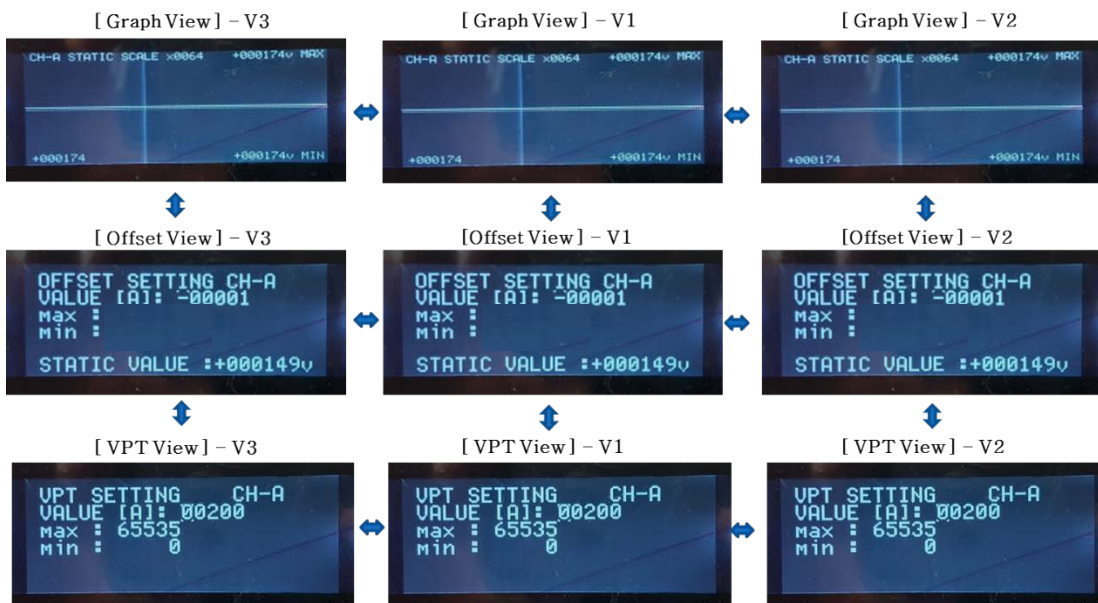 [ Graph View ] – V3
[ Graph View ] – V1
[ Graph View ] – V2
CH-A STATIC SCALE x0064 +000174v MAX
+000174 +000174v MIN
CH-A STATIC SCALE x0064 +000174v MAX
+000174 +000174v MIN
CH-A STATIC SCALE x0064 +000174v MAX
+000174 +000174v MIN
[ Offset View ] – V3
[Offset View ] – V1
[Offset View ] – V2
OFFSET SETTING CH-A
VALUE [A]: -00001
Max :
Min :
STATIC VALUE :+000149v
OFFSET SETTING CH-A
VALUE [A]: -00001
Max :
Min :
STATIC VALUE :+000149v
OFFSET SETTING CH-A
VALUE [A]: -00001
Max :
Min :
STATIC VALUE :+000149v
[ VPT View ] – V3
[ VPT View ] – V1
[ VPT View ] – V2
VPT SETTING CH-A
VALUE [A]: 00200
Max : 65535
Min : 0
VPT SETTING CH-A
VALUE [A]: 00200
Max : 65535
Min : 0
VPT SETTING CH-A
VALUE [A]: 00200
Max : 65535
Min : 0